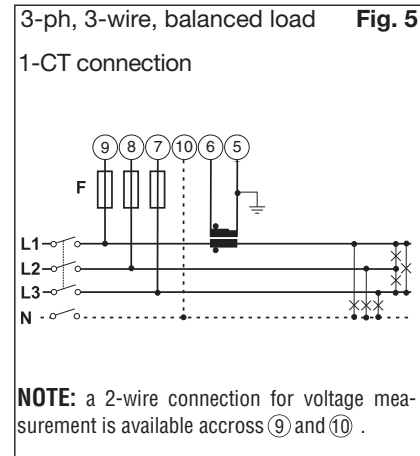 3-ph, 3-wire, balanced load Fig. 5
1-CT connection
9 8 7 10 6 5
F
L1
L2
L3
N
NOTE: a 2-wire connection for voltage mea-
surement is available accross 9 and 10 .